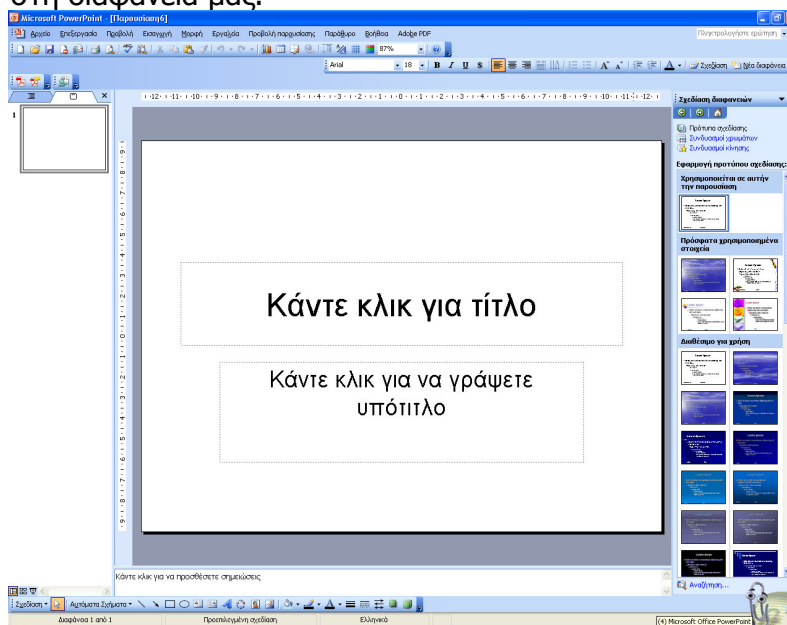 στη διαφάνειά μας.
Microsoft PowerPoint - [Παρουσίαση6]
Αρχείο Επεξεργασία Προβολή Εισαγωγή Μορφή Εργαλεία Προβολή παρουσίασης Παράθυρο Βοήθεια Adobe PDF
Πληκτρολογήστε ερώτηση
87%
Arial 18 B I U S Σχεδίαση Νέα διαφάνεια
Σχεδίαση διαφανειών
1
Πρότυπα σχεδίασης
Συνδυασμοί χρωμάτων
Συνδυασμοί κίνησης
Εφαρμογή προτύπου σχεδίασης:
Χρησιμοποιείται σε αυτήν
την παρουσίαση
Πρόσφατα χρησιμοποιημένα
στοιχεία
Διαθέσιμο για χρήση
Κάντε κλικ για τίτλο
Κάντε κλικ για να γράψετε
υπότιτλο
Κάντε κλικ για να προσθέσετε σημειώσεις
Αναζήτηση...
Σχεδίαση Αυτόματα Σχήματα
Διαφάνεια 1 από 1 Προεπιλεγμένη σχεδίαση Ελληνικά
(4) Microsoft Office PowerPoint